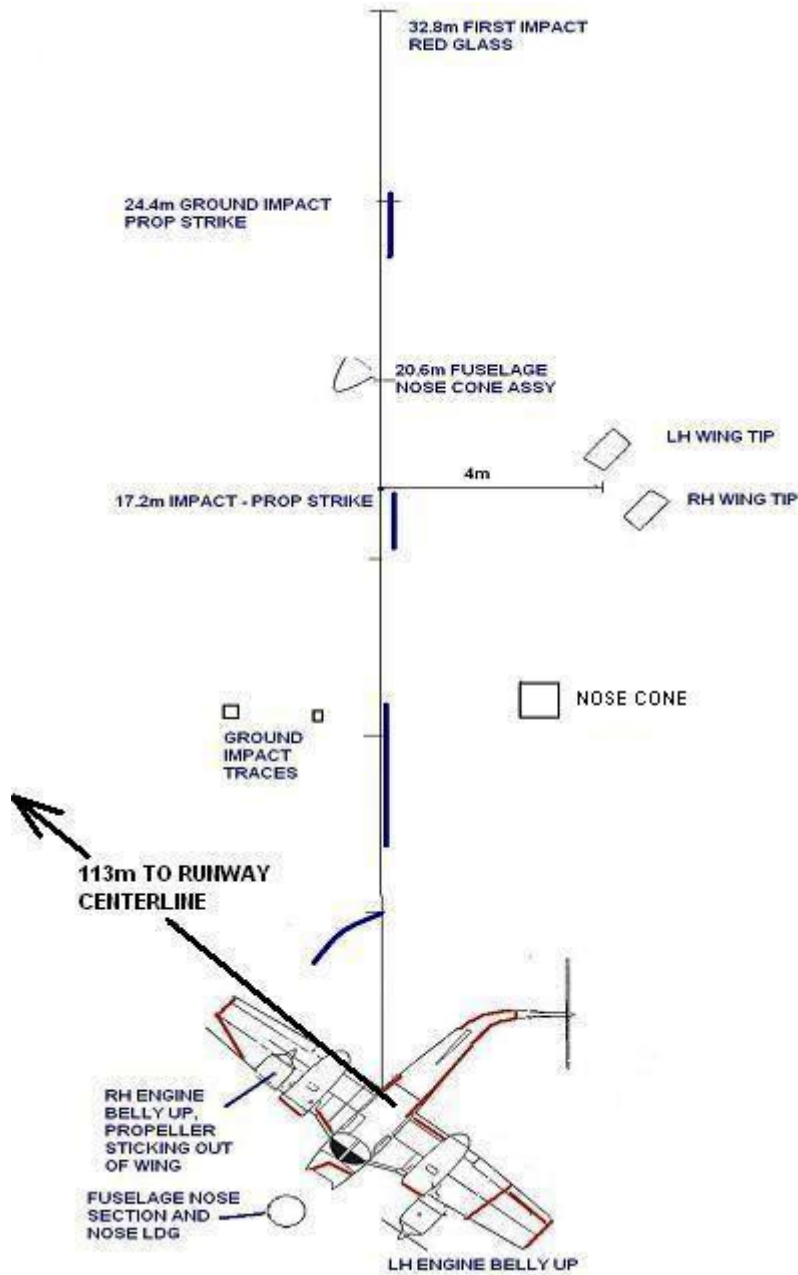 32.8m FIRST IMPACT
RED GLASS
24.4m GROUND IMPACT
PROP STRIKE
20.6m FUSELAGE
NOSE CONE ASSY
LH WING TIP
4m
17.2m IMPACT - PROP STRIKE
RH WING TIP
NOSE CONE
GROUND
IMPACT
TRACES
113m TO RUNWAY
CENTERLINE
RH ENGINE
BELLY UP,
PROPELLER
STICKING OUT
OF WING
FUSELAGE NOSE
SECTION AND
NOSE LDG
LH ENGINE BELLY UP